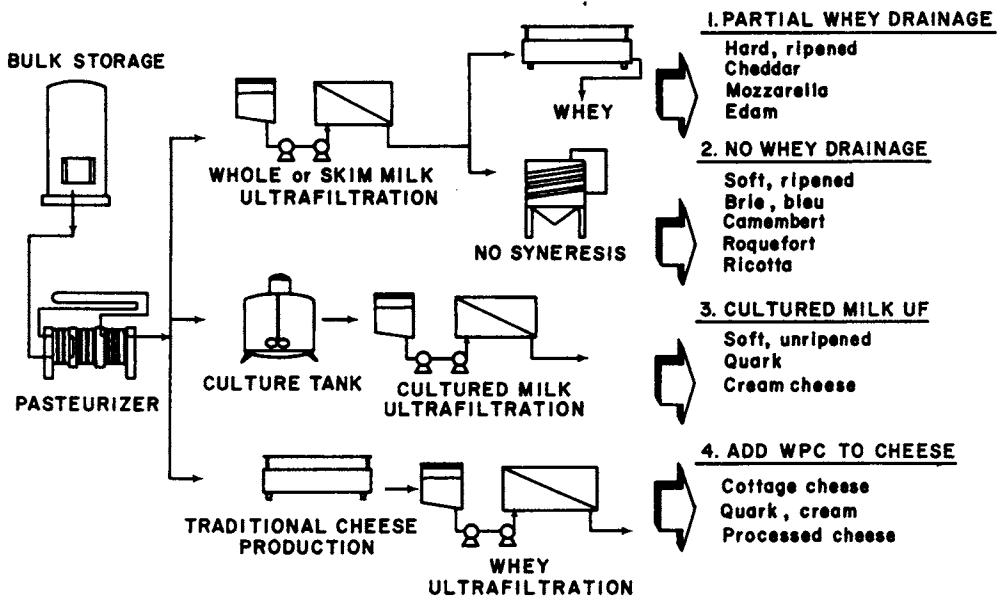 BULK STORAGE
PASTEURIZER
WHOLE or SKIM MILK
ULTRAFILTRATION
WHEY
NO SYNERESIS
CULTURE TANK
CULTURED MILK
ULTRAFILTRATION
TRADITIONAL CHEESE
PRODUCTION
WHEY
ULTRAFILTRATION
1. PARTIAL WHEY DRAINAGE
Hard, ripened
Cheddar
Mozzarella
Edam
2. NO WHEY DRAINAGE
Soft, ripened
Brie, bleu
Camembert
Roquefort
Ricotta
3. CULTURED MILK UF
Soft, unripened
Quark
Cream cheese
4. ADD WPC TO CHEESE
Cottage cheese
Quark, cream
Processed cheese